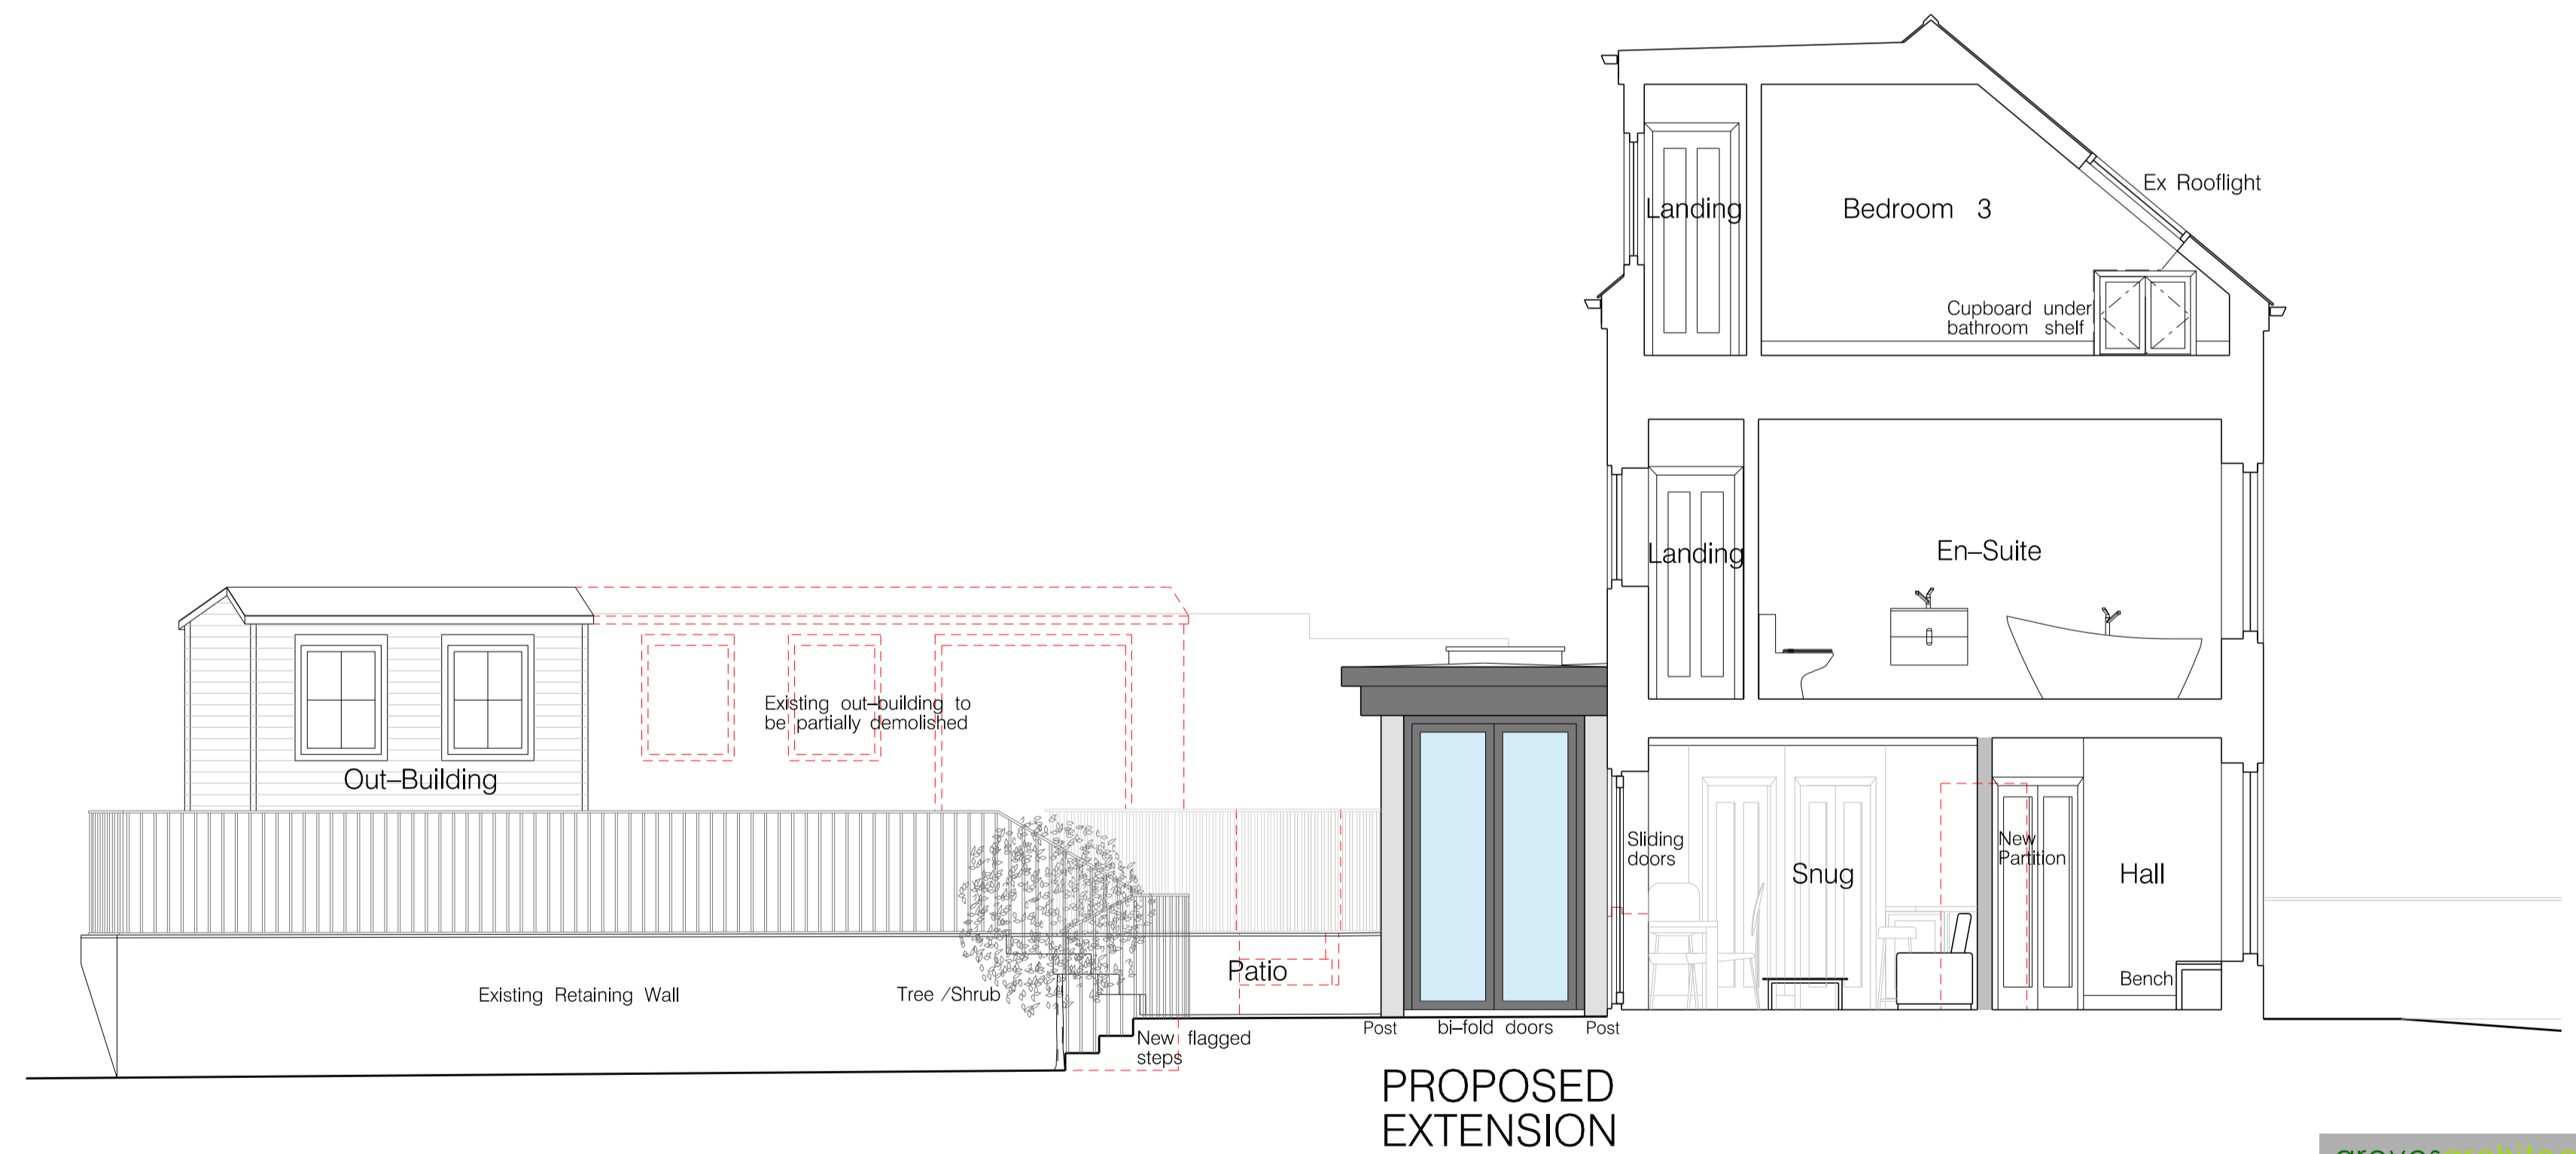 Landing
Bedroom 3
Ex Rooflight
Cupboard under
bathroom shelf
Landing
En-Suite
Existing out-building to
be partially demolished
Out-Building
Sliding
doors
Snug
New
Partition
Hall
Patio
Bench
Existing Retaining Wall
Tree /Shrub
New flagged
steps
Post
bi-fold doors
Post
PROPOSED
EXTENSION